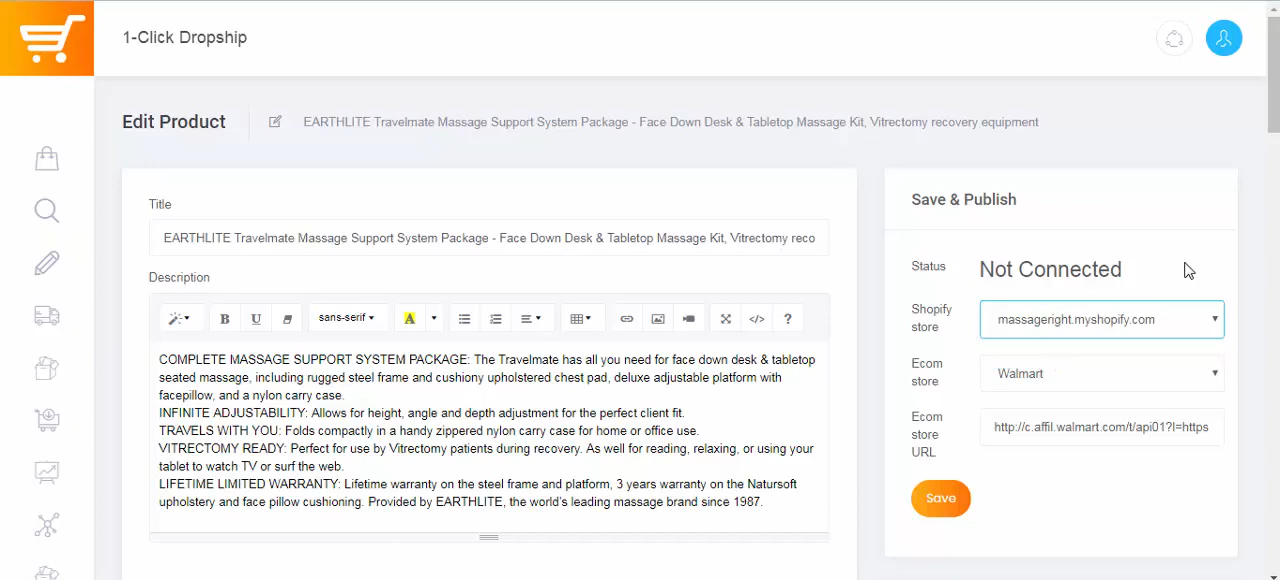 1-Click Dropship
Edit Product
EARTHLITE Travelmate Massage Support System Package - Face Down Desk & Tabletop Massage Kit, Vitrectomy recovery equipment
Title
EARTHLITE Travelmate Massage Support System Package - Face Down Desk & Tabletop Massage Kit, Vitrectomy reco
Description
B U sans-serif A </> ?
COMPLETE MASSAGE SUPPORT SYSTEM PACKAGE: The Travelmate has all you need for face down desk & tabletop
seated massage, including rugged steel frame and cushiony upholstered chest pad, deluxe adjustable platform with
facepillow, and a nylon carry case.
INFINITE ADJUSTABILITY: Allows for height, angle and depth adjustment for the perfect client fit.
TRAVELS WITH YOU: Folds compactly in a handy zippered nylon carry case for home or office use.
VITRECTOMY READY: Perfect for use by Vitrectomy patients during recovery. As well for reading, relaxing, or using your
tablet to watch TV or surf the web.
LIFETIME LIMITED WARRANTY: Lifetime warranty on the steel frame and platform, 3 years warranty on the Natursoft
upholstery and face pillow cushioning. Provided by EARTHLITE, the world's leading massage brand since 1987.
Save & Publish
Status
Not Connected
Shopify
store
massageright.myshopify.com
Ecom
store
Walmart
Ecom
store
URL
http://c.affil.walmart.com/t/api01?l=https
Save